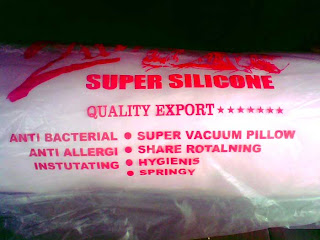 SUPER SILICONE
QUALITY EXPORT ★★★★★★★
ANTI BACTERIAL • SUPER VACUUM PILLOW
ANTI ALLERGI • SHARE ROTALNING
INSTUTATING • HYGIENIS
• SPRINGY